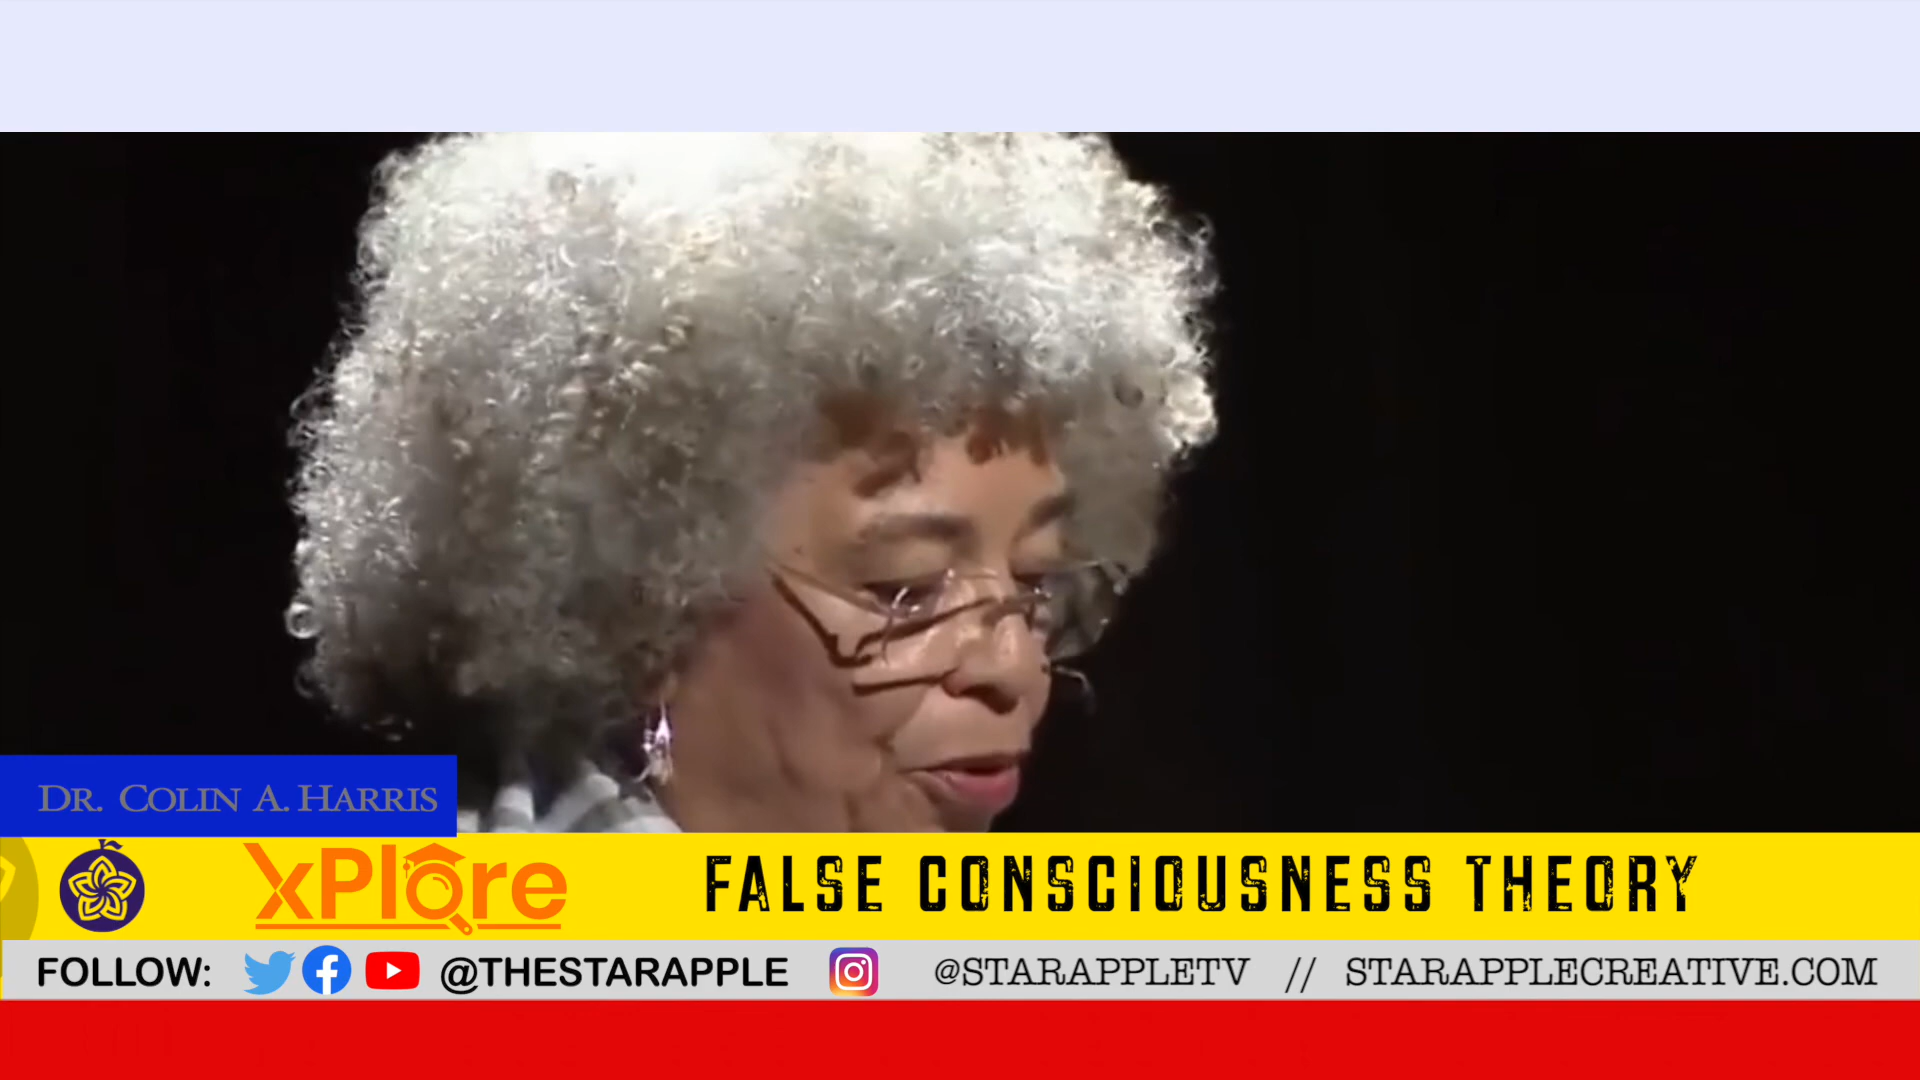 DR. COLIN A. HARRIS
xPlore
FALSE CONSCIOUSNESS THEORY
FOLLOW: @THESTARAPPLE @STARAPPLETV // STARAPPLECREATIVE.COM